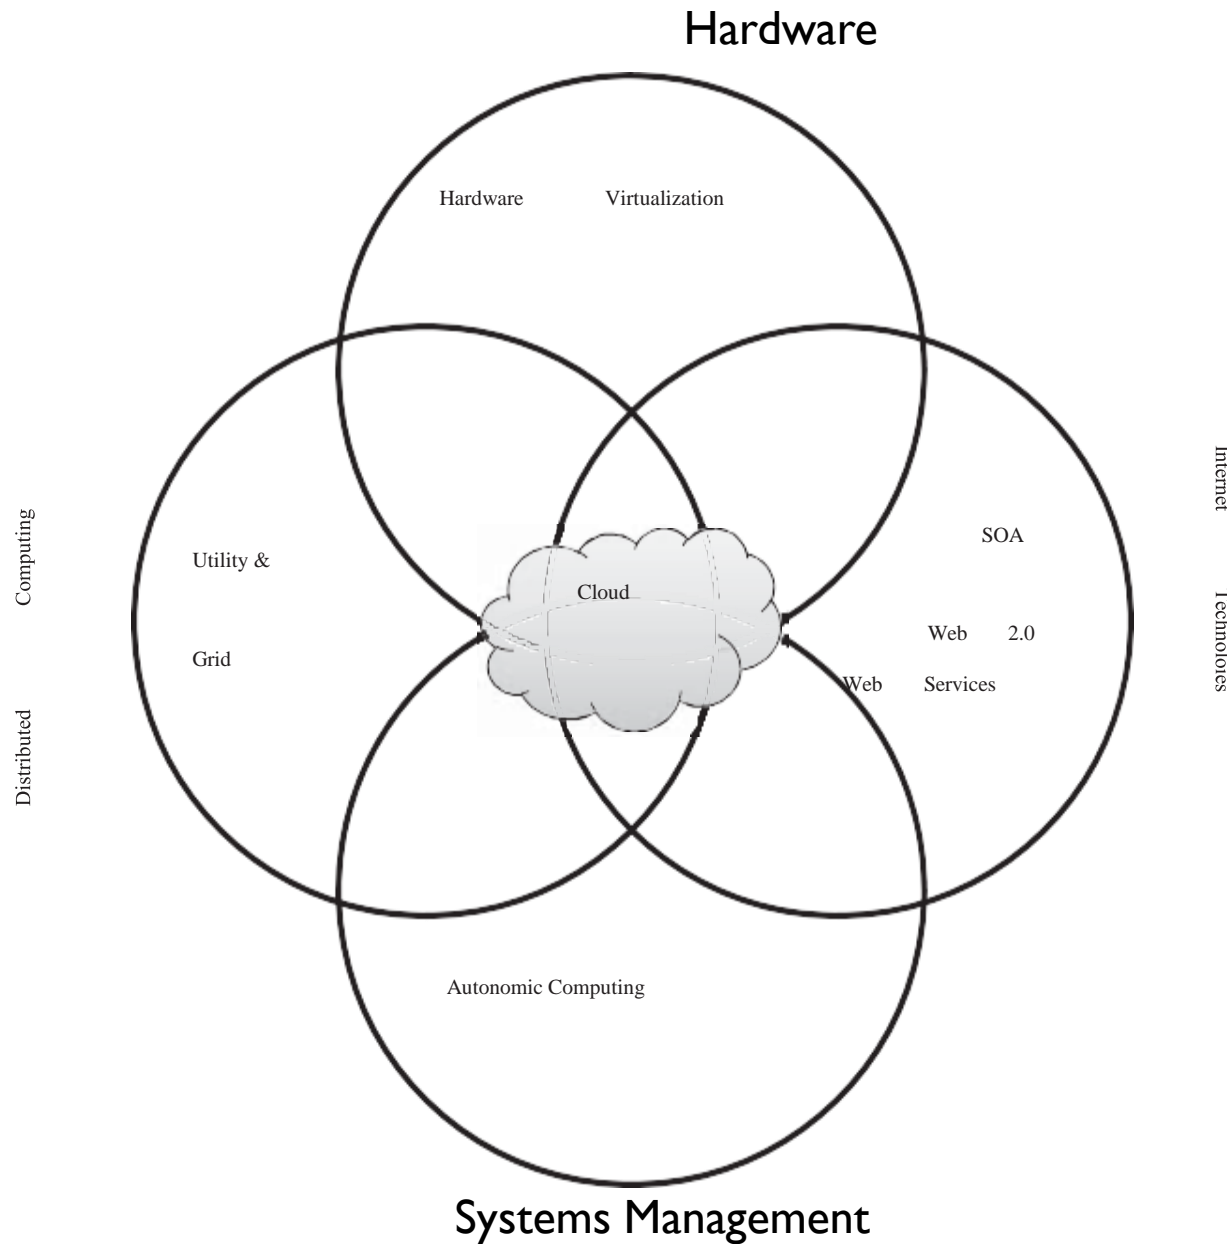 Hardware
Hardware Virtualization
Internet
Computing
SOA
Utility &
Cloud
Web 2.0
Technoloies
Grid
Web Services
Distributed
Autonomic Computing
Systems Management